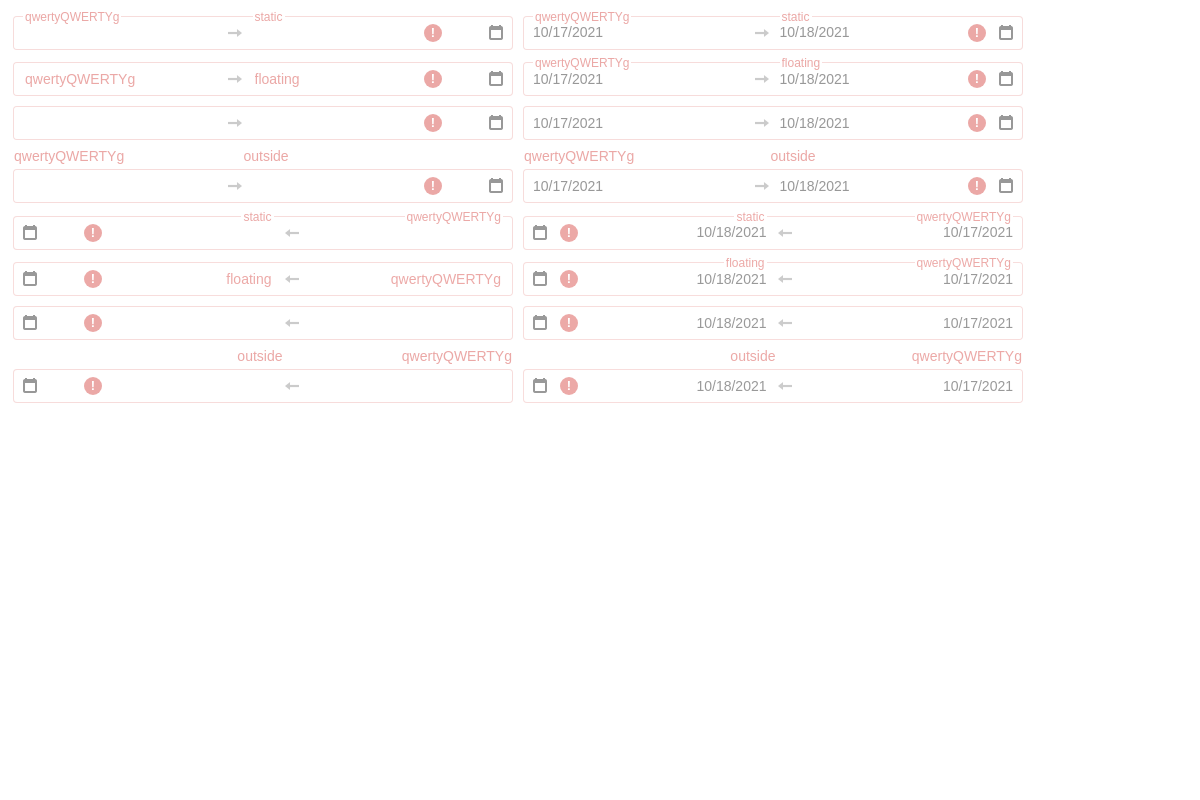 qwertyQWERTYg static qwertyQWERTYg static
! 10/17/2021 10/18/2021 !
qwertyQWERTYg floating
qwertyQWERTYg floating ! 10/17/2021 10/18/2021 !
! 10/17/2021 10/18/2021 !
qwertyQWERTYg outside qwertyQWERTYg outside
! 10/17/2021 10/18/2021 !
static qwertyQWERTYg static qwertyQWERTYg
! ! 10/18/2021 10/17/2021
floating qwertyQWERTYg
! floating qwertyQWERTYg ! 10/18/2021 10/17/2021
! ! 10/18/2021 10/17/2021
outside qwertyQWERTYg outside qwertyQWERTYg
! ! 10/18/2021 10/17/2021